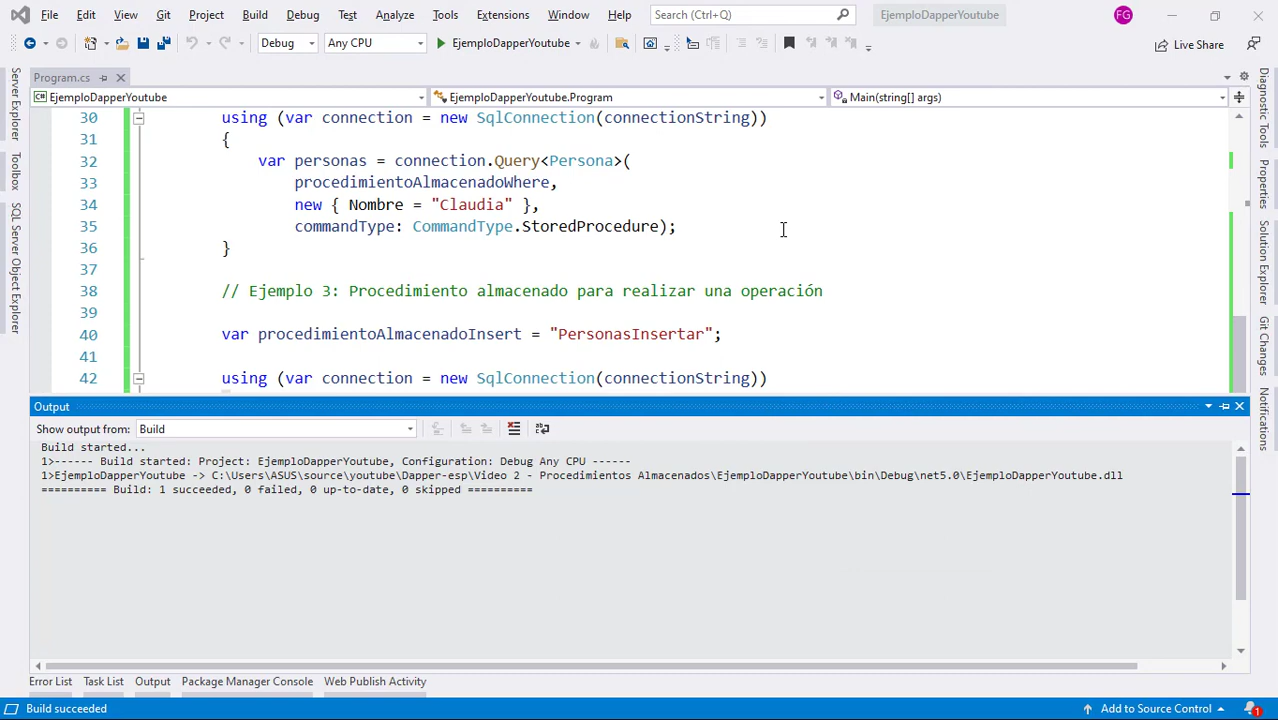 File Edit View Git Project Build Debug Test Analyze Tools Extensions Window Help Search (Ctrl+Q) EjemploDapperYoutube FG
Debug Any CPU EjemploDapperYoutube Live Share
Program.cs
EjemploDapperYoutube EjemploDapperYoutube.Program Main(string[] args)
30 using (var connection = new SqlConnection(connectionString))
31 {
32 var personas = connection.Query<Persona>(
33 procedimientoAlmacenadoWhere,
34 new { Nombre = "Claudia" },
35 commandType: CommandType.StoredProcedure);
36 }
37
38 // Ejemplo 3: Procedimiento almacenado para realizar una operación
39
40 var procedimientoAlmacenadoInsert = "PersonasInsertar";
41
42 using (var connection = new SqlConnection(connectionString))
Server Explorer
Toolbox
SQL Server Object Explorer
Diagnostic Tools
Properties
Solution Explorer
Git Changes
Notifications
Output
Show output from: Build
Build started...
1>------ Build started: Project: EjemploDapperYoutube, Configuration: Debug Any CPU ------
1>EjemploDapperYoutube -> C:\Users\ASUS\source\youtube\Dapper-esp\Video 2 - Procedimientos Almacenados\EjemploDapperYoutube\bin\Debug\net5.0\EjemploDapperYoutube.dll
========== Build: 1 succeeded, 0 failed, 0 up-to-date, 0 skipped ==========
Error List Task List Output Package Manager Console Web Publish Activity
Build succeeded Add to Source Control 1